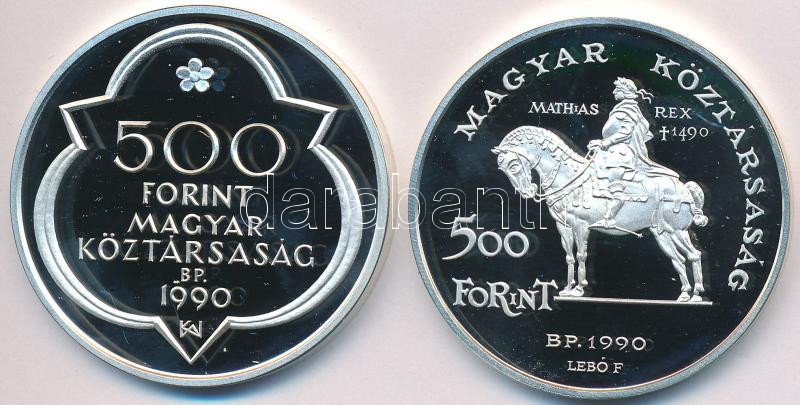 500
FORINT
MAGYAR
KÖZTÁRSASÁG
BP.
1990
MAGYAR KÖZTÁRSASÁG
MATHIAS REX
†1490
500
FORINT
BP. 1990
LEBÓ F
darabanth